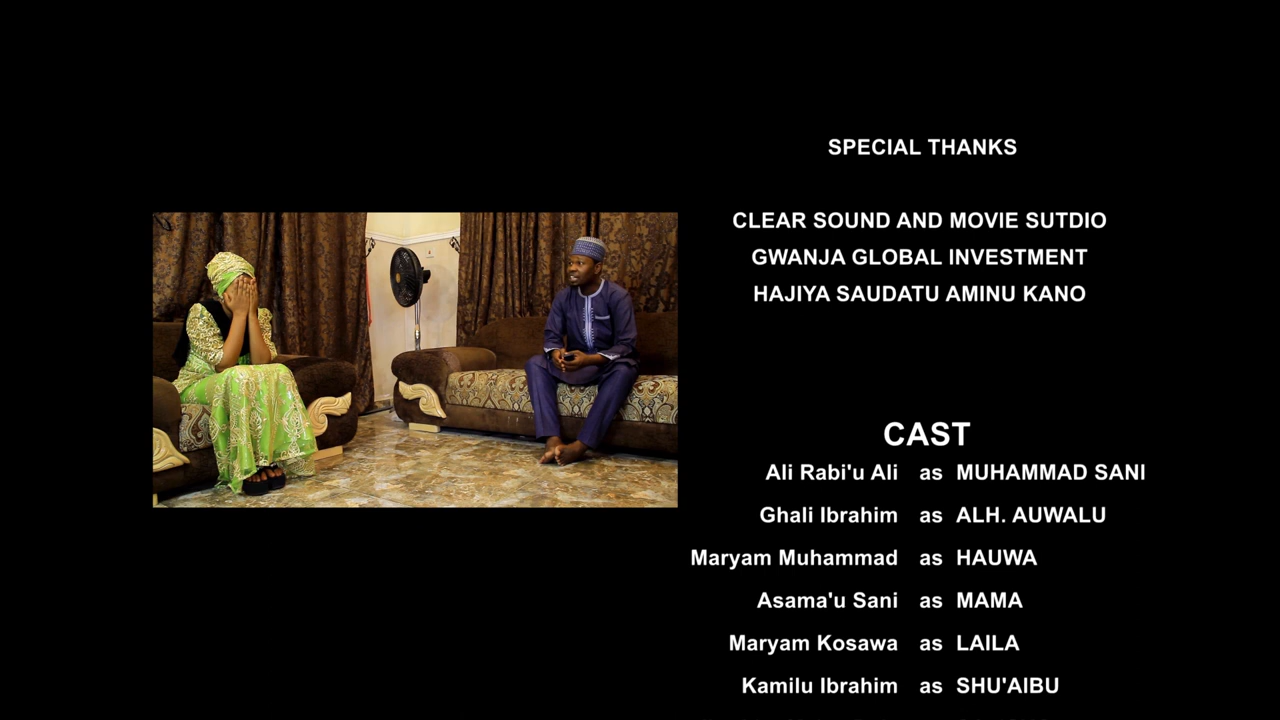 SPECIAL THANKS
CLEAR SOUND AND MOVIE SUTDIO
GWANJA GLOBAL INVESTMENT
HAJIYA SAUDATU AMINU KANO
CAST
Ali Rabi'u Ali as MUHAMMAD SANI
Ghali Ibrahim as ALH. AUWALU
Maryam Muhammad as HAUWA
Asama'u Sani as MAMA
Maryam Kosawa as LAILA
Kamilu Ibrahim as SHU'AIBU